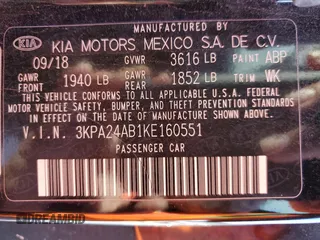 MANUFACTURED BY
KIA KIA MOTORS MEXICO S.A. DE C.V.
09/18 GVWR 3616 LB PAINT ABP
GAWR FRONT 1940 LB GAWR REAR 1852 LB TRIM WK
THIS VEHICLE CONFORMS TO ALL APPLICABLE U.S.A. FEDERAL
MOTOR VEHICLE SAFETY, BUMPER AND THEFT PREVENTION
STANDARDS IN EFFECT ON THE DATE OF MANUFACTURE SHOWN ABOVE.
V.I.N. 3KPA24AB1KE160551
PASSENGER CAR
DREAMBID